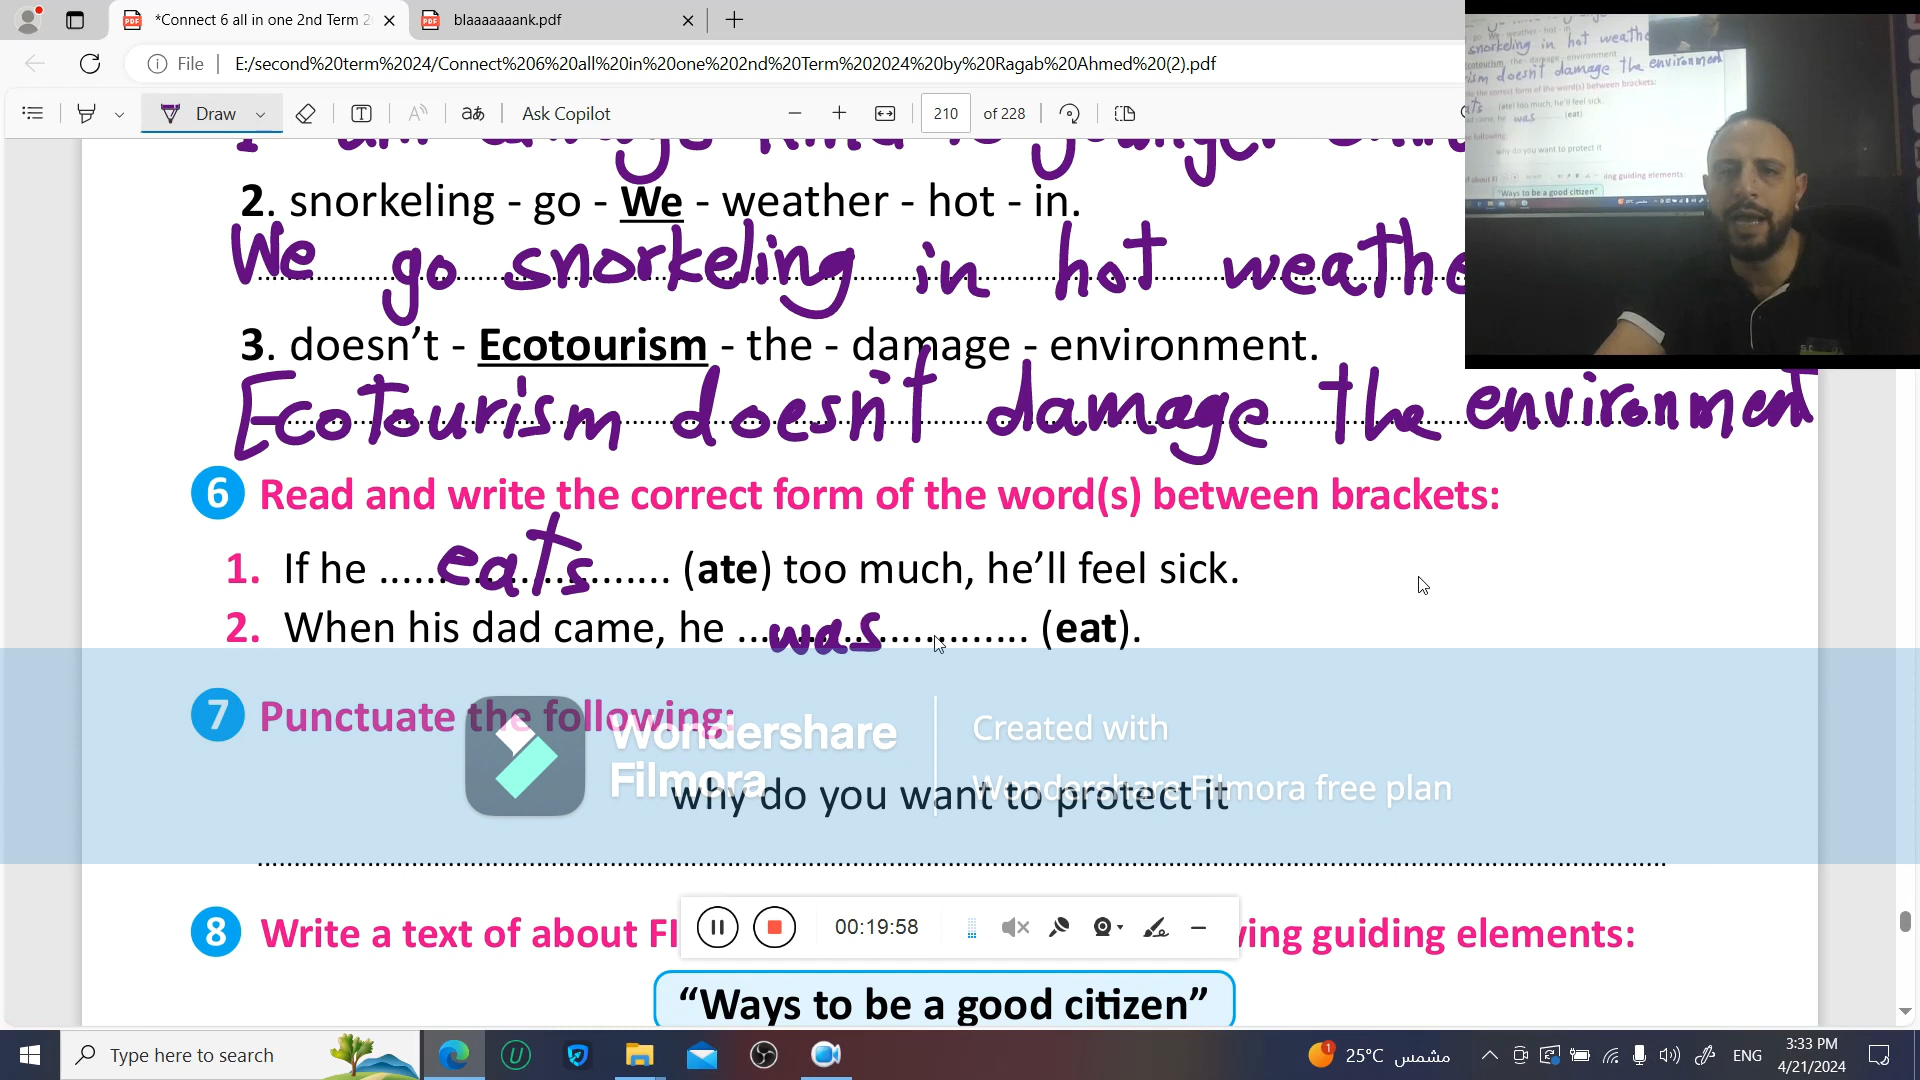 *Connect 6 all in one 2nd Term 2
blaaaaaaank.pdf
File
E:/second%20term%2024/Connect%206%20all%20in%20one%202nd%20Term%202024%20by%20Ragab%20Ahmed%20(2).pdf
Draw
Ask Copilot
210 of 228
2. snorkeling - go - We - weather - hot - in.
We go snorkeling in hot weathe
3. doesn't - Ecotourism - the - damage - environment.
Ecotourism doesn't damage the environment
6 Read and write the correct form of the word(s) between brackets:
1. If he ....eats.... (ate) too much, he'll feel sick.
2. When his dad came, he ....was.... (eat).
7 Punctuate the following:
Wondershare Filmora
Created with
Wondershare Filmora free plan
why do you want to protect it
8 Write a text of about FI
ving guiding elements:
00:19:58
"Ways to be a good citizen"
Type here to search
25°C مشمس
ENG
3:33 PM
4/21/2024